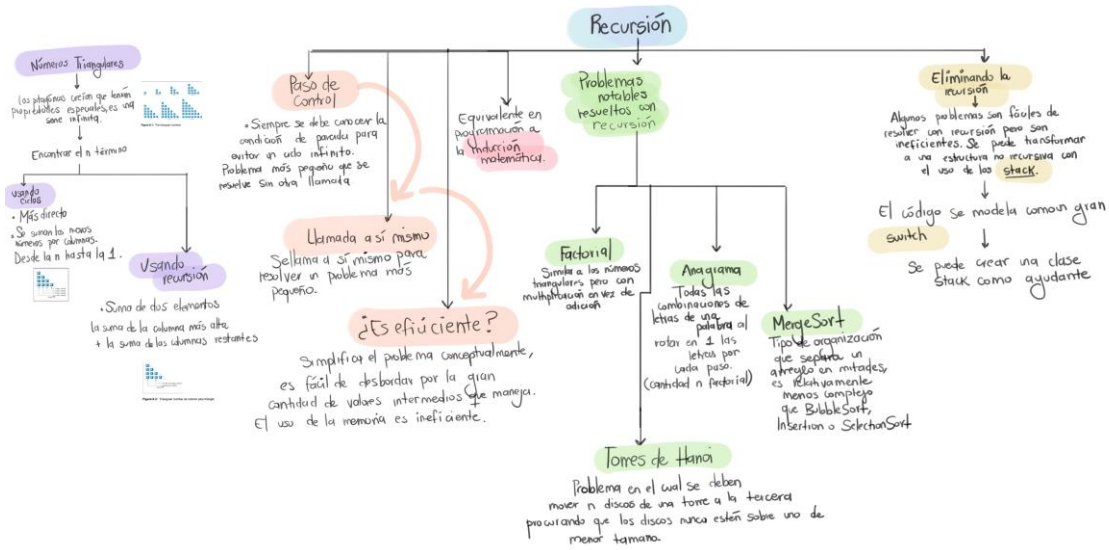 Recursión
Números Triangulares
Los pitagóricos creían que tenían
propiedades especiales, es una
serie infinita.
Encontrar el n término
Usando
ciclos
• Más directo
• Se suman los
números por columnas.
Desde la n hasta la 1.
Usando
recursión
• Suma de dos elementos
la suma de la columna más alta
+ la suma de las columnas restantes
Paso de
Control
• Siempre se debe conocer la
condición de parada para
evitar un ciclo infinito.
Problema más pequeño que se
resuelve sin otra llamada
Llamada a sí mismo
Se llama a sí mismo para
resolver un problema más
pequeño.
¿Es eficiente?
Simplifica el problema conceptualmente,
es fácil de desbordar por la gran
cantidad de valores intermedios que maneja.
El uso de la memoria es ineficiente.
Equivalente en
programación a
la inducción
matemática.
Problemas
notables
resueltos con
recursión
Factorial
Similar a los números
triangulares pero con
multiplicación en vez de
adición
Anagrama
Todas las
combinaciones de
letras de una
palabra al
rotar en 1 las
letras por
cada paso.
(cantidad n factorial)
MergeSort
Tipo de organización
que separa un
arreglo en mitades,
es relativamente
menos complejo
que BubbleSort,
Insertion o SelectionSort
Torres de Hanoi
Problema en el cual se deben
mover n discos de una torre a la tercera
procurando que los discos nunca estén sobre uno de
menor tamaño.
Eliminando la
recursión
Algunos problemas son fáciles de
resolver con recursión pero son
ineficientes. Se puede transformar
a una estructura no recursiva con
el uso de los stack.
El código se modela como un gran
switch
Se puede crear una clase
stack como ayudante